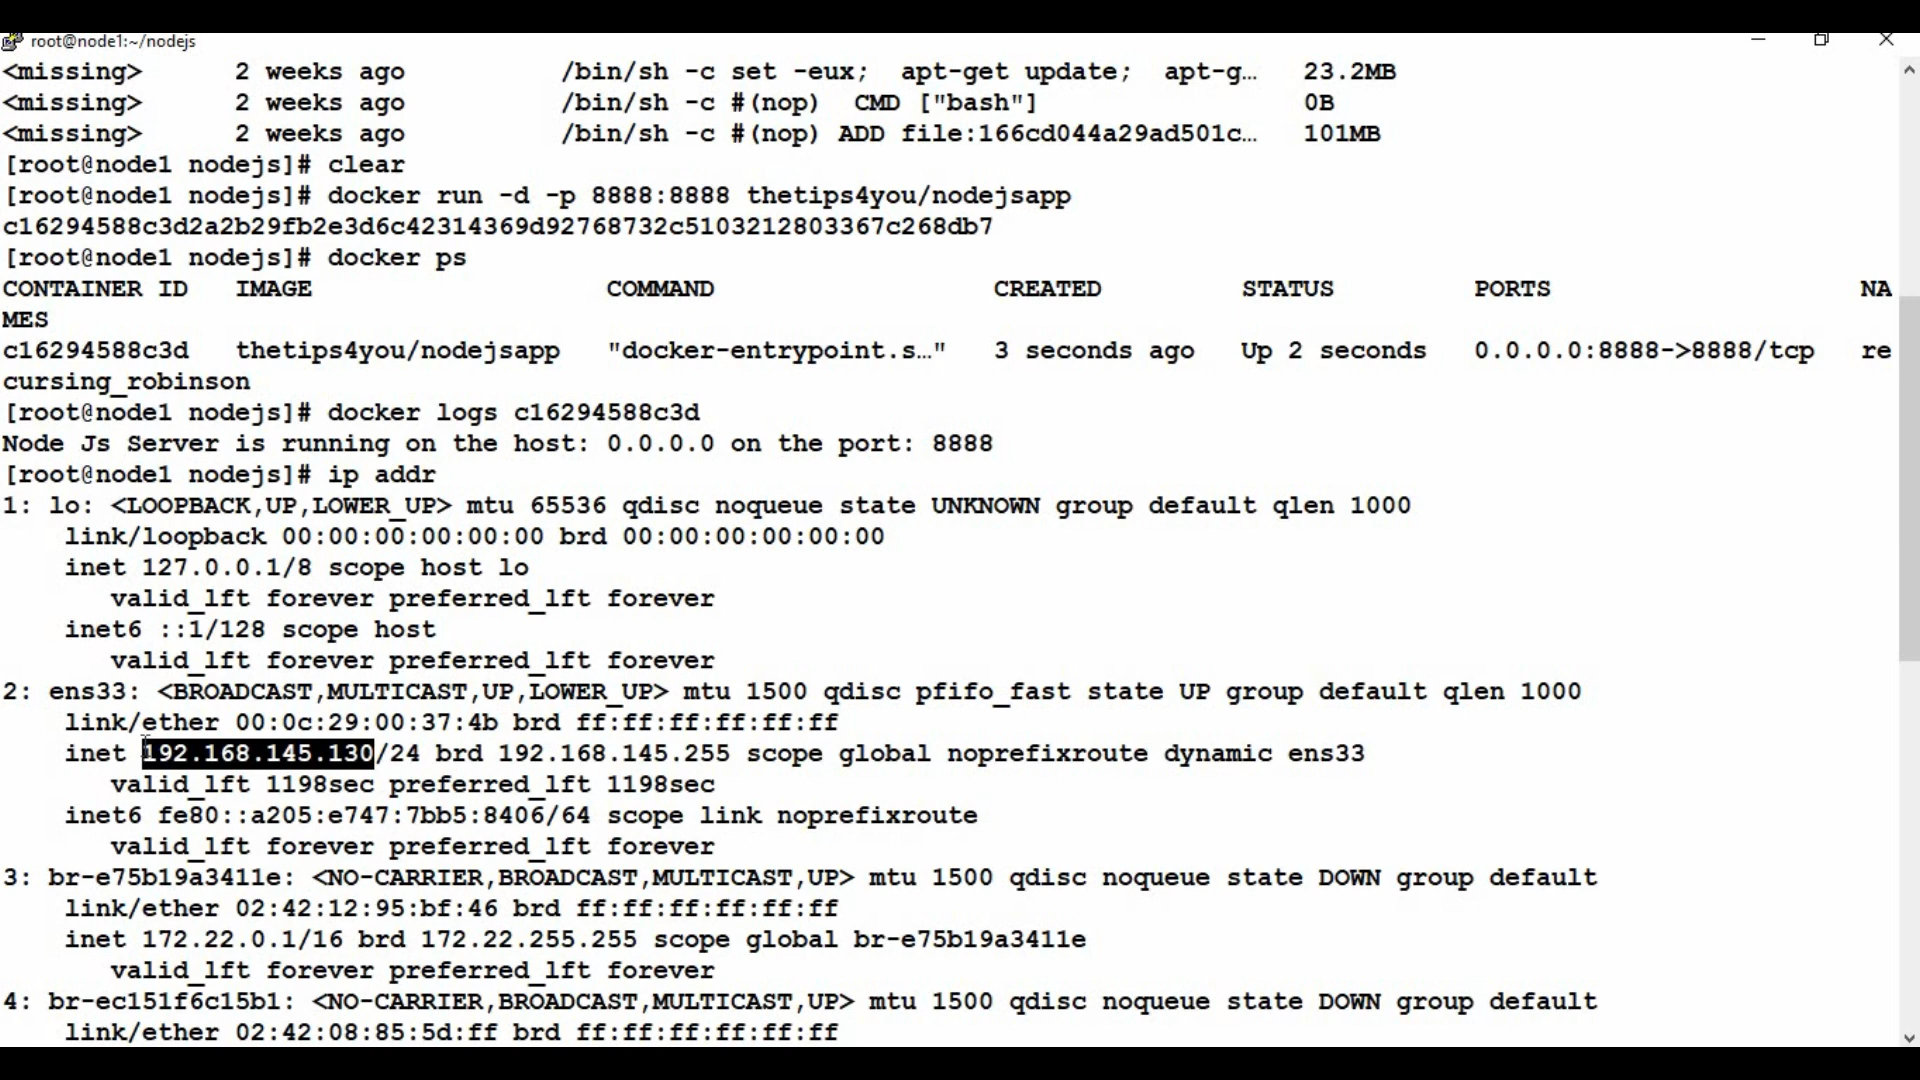 root@node1:~/nodejs
<missing>      2 weeks ago          /bin/sh -c set -eux;  apt-get update;  apt-g…   23.2MB
<missing>      2 weeks ago          /bin/sh -c #(nop)  CMD ["bash"]                 0B
<missing>      2 weeks ago          /bin/sh -c #(nop) ADD file:166cd044a29ad501c…   101MB
[root@node1 nodejs]# clear
[root@node1 nodejs]# docker run -d -p 8888:8888 thetips4you/nodejsapp
c16294588c3d2a2b29fb2e3d6c42314369d92768732c5103212803367c268db7
[root@node1 nodejs]# docker ps
CONTAINER ID   IMAGE                   COMMAND                  CREATED         STATUS         PORTS                    NA
MES
c16294588c3d   thetips4you/nodejsapp   "docker-entrypoint.s…"   3 seconds ago   Up 2 seconds   0.0.0.0:8888->8888/tcp   re
cursing_robinson
[root@node1 nodejs]# docker logs c16294588c3d
Node Js Server is running on the host: 0.0.0.0 on the port: 8888
[root@node1 nodejs]# ip addr
1: lo: <LOOPBACK,UP,LOWER_UP> mtu 65536 qdisc noqueue state UNKNOWN group default qlen 1000
    link/loopback 00:00:00:00:00:00 brd 00:00:00:00:00:00
    inet 127.0.0.1/8 scope host lo
       valid_lft forever preferred_lft forever
    inet6 ::1/128 scope host
       valid_lft forever preferred_lft forever
2: ens33: <BROADCAST,MULTICAST,UP,LOWER_UP> mtu 1500 qdisc pfifo_fast state UP group default qlen 1000
    link/ether 00:0c:29:00:37:4b brd ff:ff:ff:ff:ff:ff
    inet 192.168.145.130/24 brd 192.168.145.255 scope global noprefixroute dynamic ens33
       valid_lft 1198sec preferred_lft 1198sec
    inet6 fe80::a205:e747:7bb5:8406/64 scope link noprefixroute
       valid_lft forever preferred_lft forever
3: br-e75b19a3411e: <NO-CARRIER,BROADCAST,MULTICAST,UP> mtu 1500 qdisc noqueue state DOWN group default
    link/ether 02:42:12:95:bf:46 brd ff:ff:ff:ff:ff:ff
    inet 172.22.0.1/16 brd 172.22.255.255 scope global br-e75b19a3411e
       valid_lft forever preferred_lft forever
4: br-ec151f6c15b1: <NO-CARRIER,BROADCAST,MULTICAST,UP> mtu 1500 qdisc noqueue state DOWN group default
    link/ether 02:42:08:85:5d:ff brd ff:ff:ff:ff:ff:ff